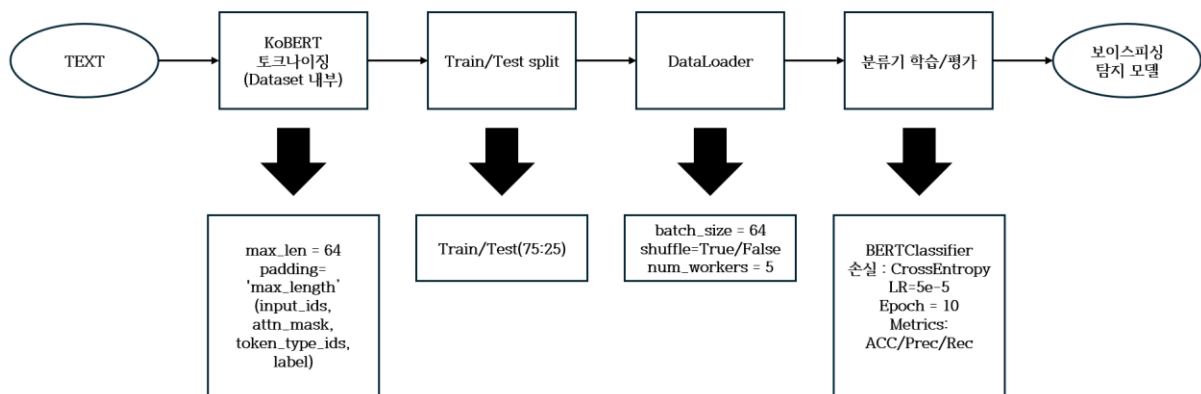 TEXT
KoBERT
토크나이징
(Dataset 내부)
Train/Test split
DataLoader
분류기 학습/평가
보이스피싱
탐지 모델
max_len = 64
padding=
'max_length'
(input_ids,
attn_mask,
token_type_ids,
label)
Train/Test(75:25)
batch_size = 64
shuffle=True/False
num_workers = 5
BERTClassifier
손실 : CrossEntropy
LR=5e-5
Epoch = 10
Metrics:
ACC/Prec/Rec